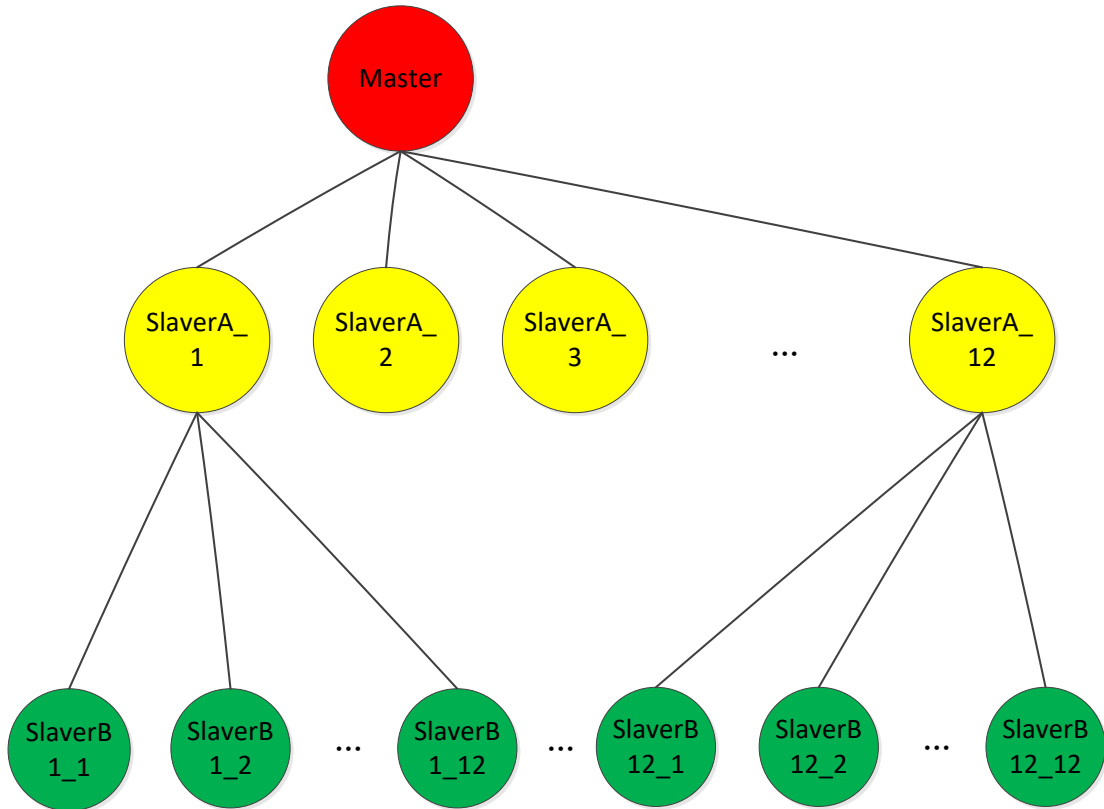 Master
SlaverA_
1
SlaverA_
2
SlaverA_
3
...
SlaverA_
12
SlaverB
1_1
SlaverB
1_2
...
SlaverB
1_12
...
SlaverB
12_1
SlaverB
12_2
...
SlaverB
12_12